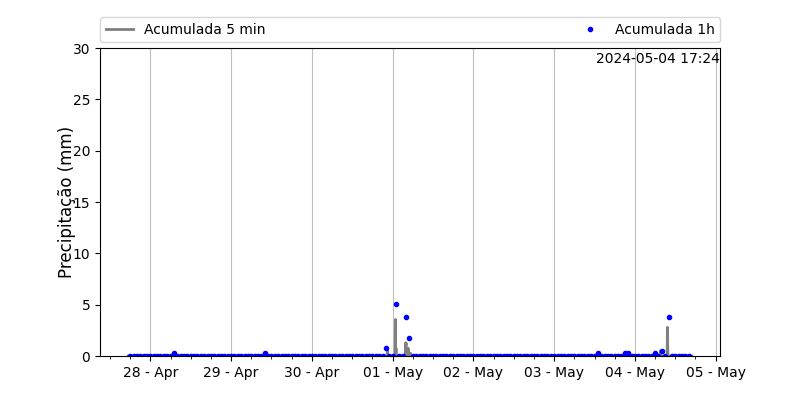 Acumulada 5 min
Acumulada 1h
2024-05-04 17:24
Precipitação (mm)
30
25
20
15
10
5
0
28 - Apr
29 - Apr
30 - Apr
01 - May
02 - May
03 - May
04 - May
05 - May